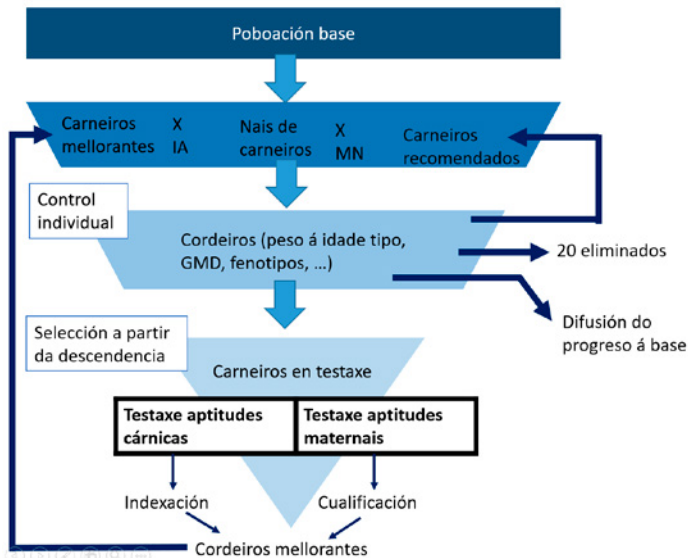 Poboación base
Carneiros
mellorantes
X
IA
Nais de
carneiros
X
MN
Carneiros
recomendados
Control
individual
Cordeiros (peso á idade tipo,
GMD, fenotipos, ...)
20 eliminados
Difusión do
progreso á base
Selección a partir
da descendencia
Carneiros en testaxe
Testaxe aptitudes
cárnicas
Testaxe aptitudes
maternais
Indexación
Cualificación
Cordeiros mellorantes